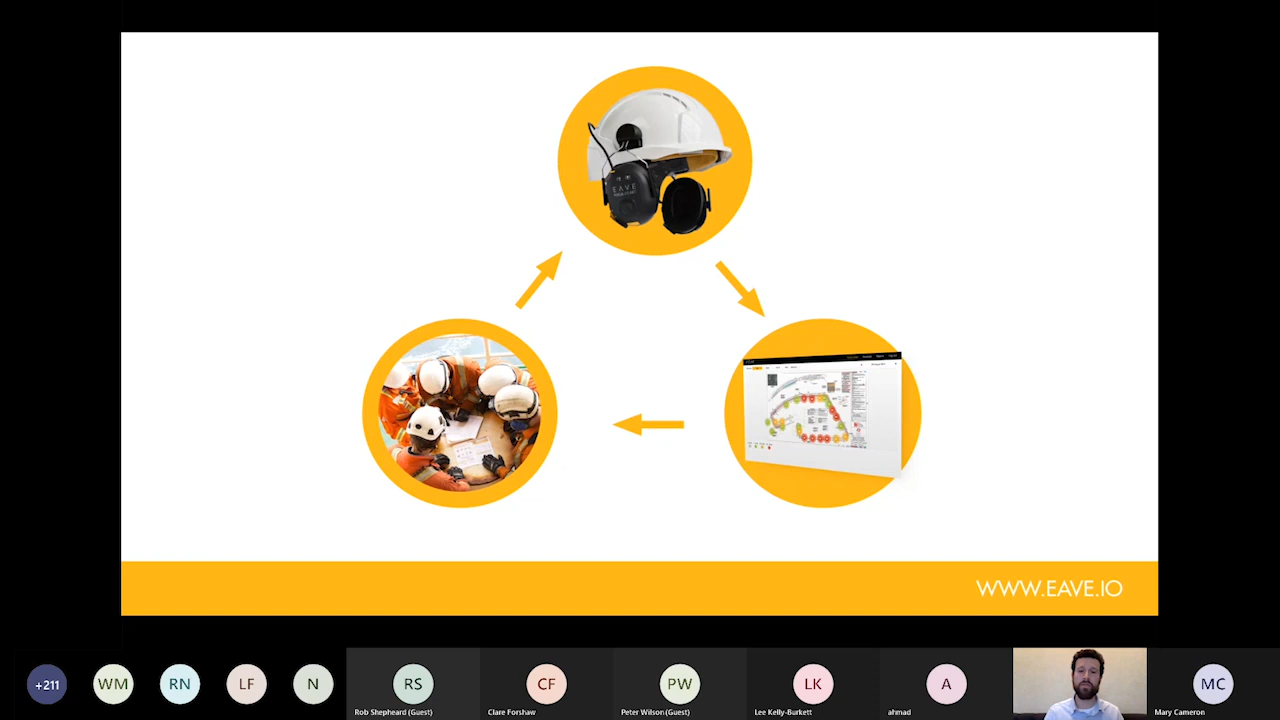 EAVE
WWW.EAVE.IO
+211
WM
RN
LF
N
RS
Rob Shepheard (Guest)
CF
Clare Forshaw
PW
Peter Wilson (Guest)
LK
Lee Kelly-Burkett
A
ahmad
MC
Mary Cameron